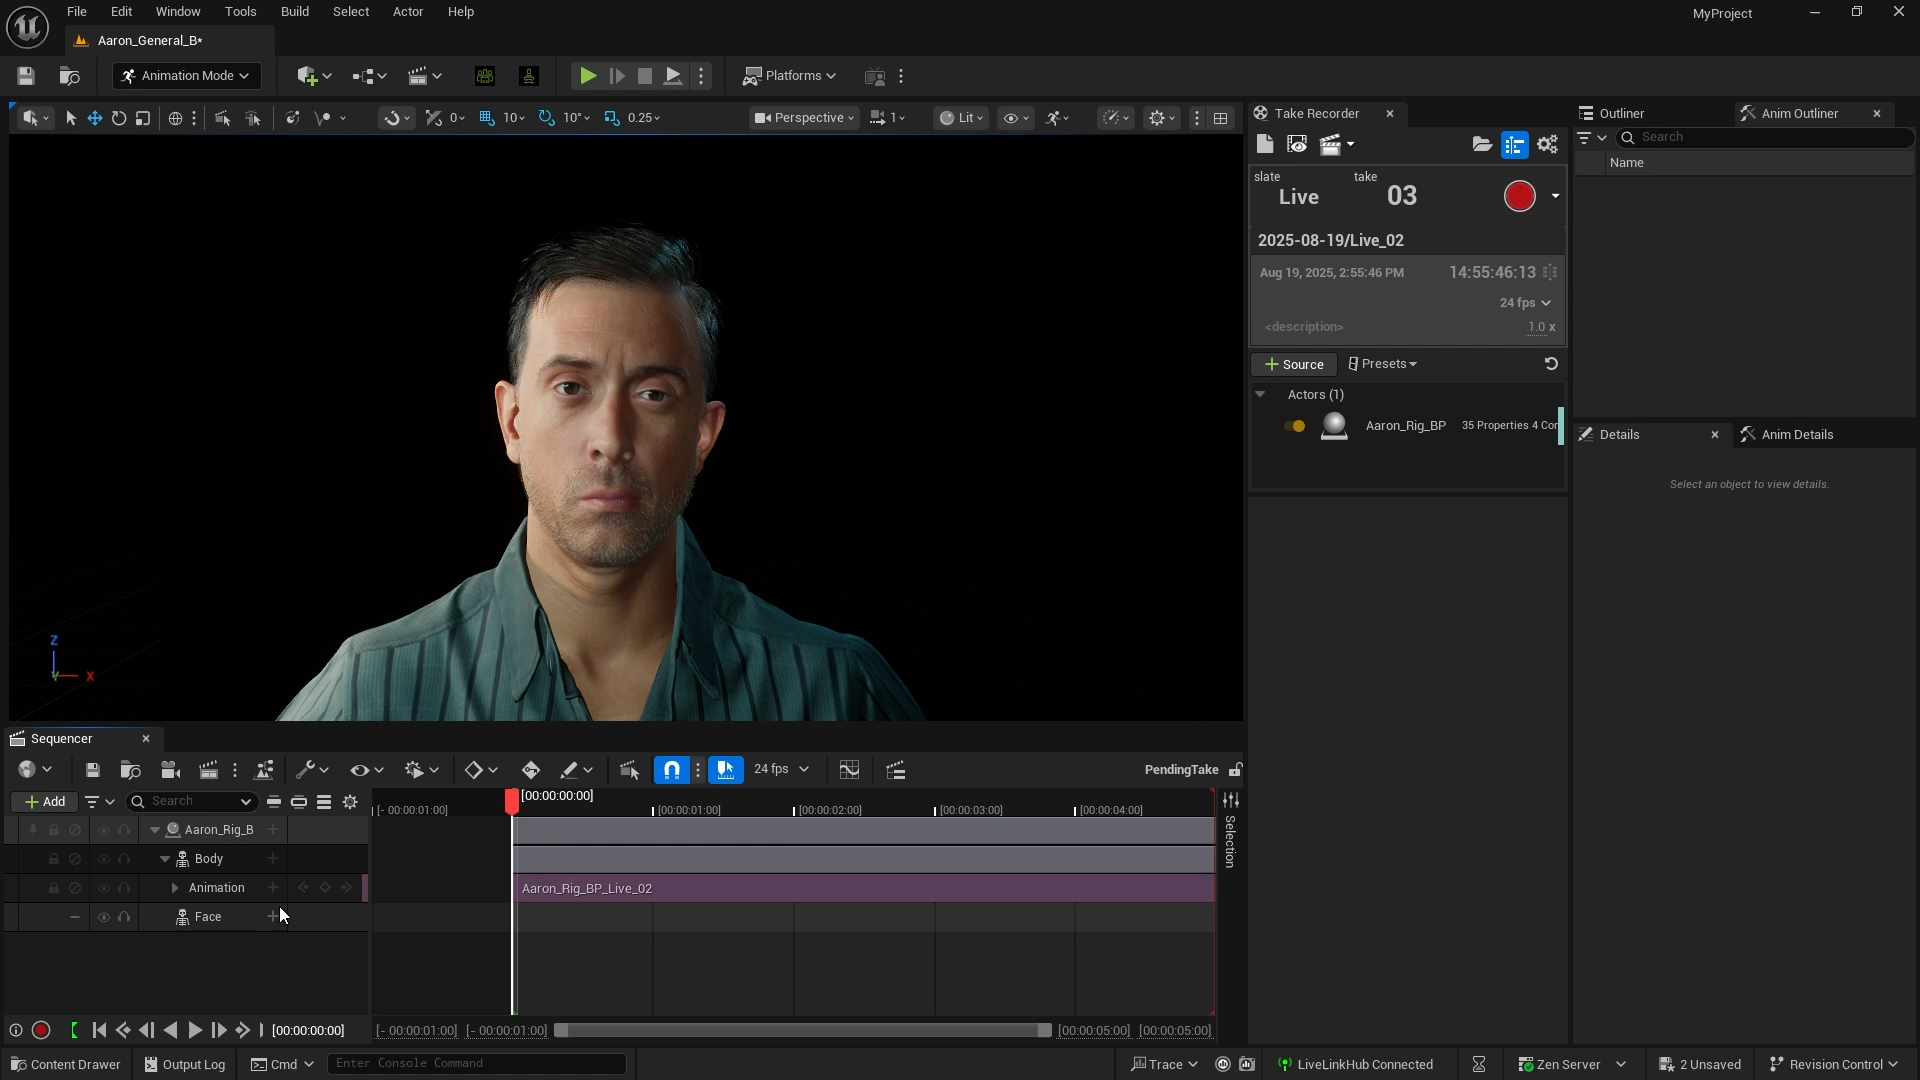 File Edit Window Tools Build Select Actor Help
MyProject
Aaron_General_B*
Animation Mode
Platforms
0 10 10° 0.25
Perspective 1 Lit
Take Recorder
Outliner Anim Outliner
Search
Name
slate take
Live 03
2025-08-19/Live_02
Aug 19, 2025, 2:55:46 PM 14:55:46:13
24 fps
<description> 1.0 x
Source Presets
Actors (1)
Aaron_Rig_BP 35 Properties 4 Cor
Details Anim Details
Select an object to view details.
Z
Y X
Sequencer
24 fps
PendingTake
Add Search
[00:00:00:00]
[- 00:00:01:00] [00:00:01:00] [00:00:02:00] [00:00:03:00] [00:00:04:00]
Selection
Aaron_Rig_B
Body
Animation
Aaron_Rig_BP_Live_02
Face
[00:00:00:00] [- 00:00:01:00] [- 00:00:01:00] [00:00:05:00] [00:00:05:00]
Content Drawer Output Log Cmd Enter Console Command
Trace LiveLinkHub Connected Zen Server 2 Unsaved Revision Control